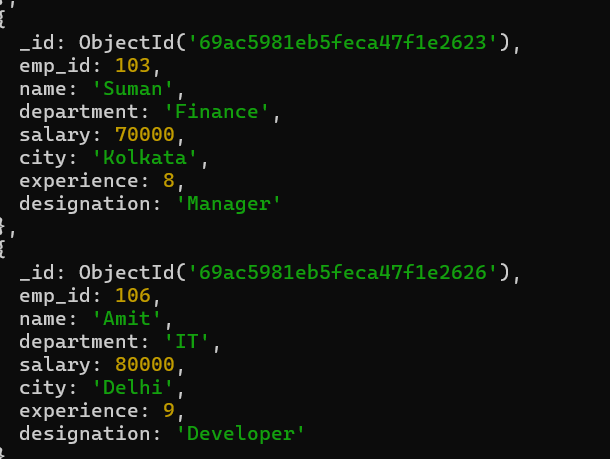 },
{
_id: ObjectId('69ac5981eb5feca47f1e2623'),
emp_id: 103,
name: 'Suman',
department: 'Finance',
salary: 70000,
city: 'Kolkata',
experience: 8,
designation: 'Manager'
},
{
_id: ObjectId('69ac5981eb5feca47f1e2626'),
emp_id: 106,
name: 'Amit',
department: 'IT',
salary: 80000,
city: 'Delhi',
experience: 9,
designation: 'Developer'
}